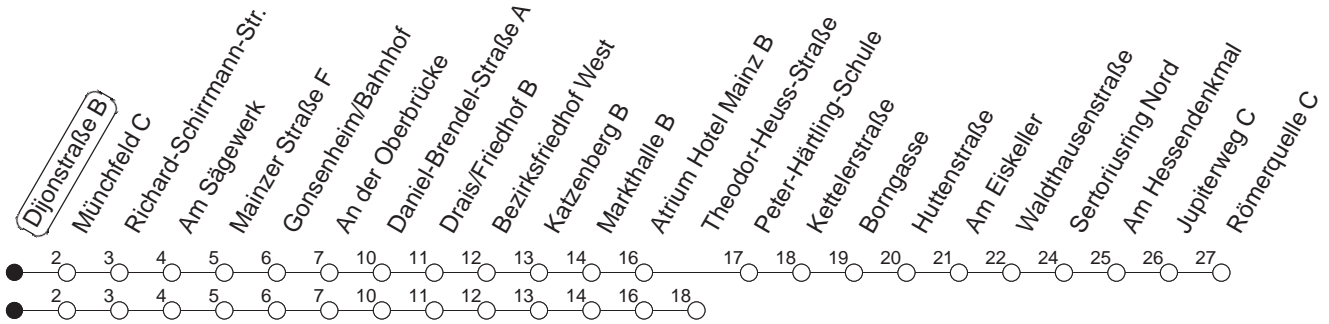 Dijonstraße B
Münchfeld C
Richard-Schirrmann-Str.
Am Sägewerk
Mainzer Straße F
Gonsenheim/Bahnhof
An der Oberbrücke
Daniel-Brendel-Straße A
Drais/Friedhof B
Bezirksfriedhof West
Katzenberg B
Markthalle B
Atrium Hotel Mainz B
Theodor-Heuss-Straße
Peter-Härtling-Schule
Kettelerstraße
Borngasse
Huttenstraße
Am Eiskeller
Waldthausenstraße
Sertoriusring Nord
Am Hessendenkmal
Jupiterweg C
Römerquelle C
2 3 4 5 6 7 10 11 12 13 14 16 17 18 19 20 21 22 24 25 26 27
2 3 4 5 6 7 10 11 12 13 14 16 18